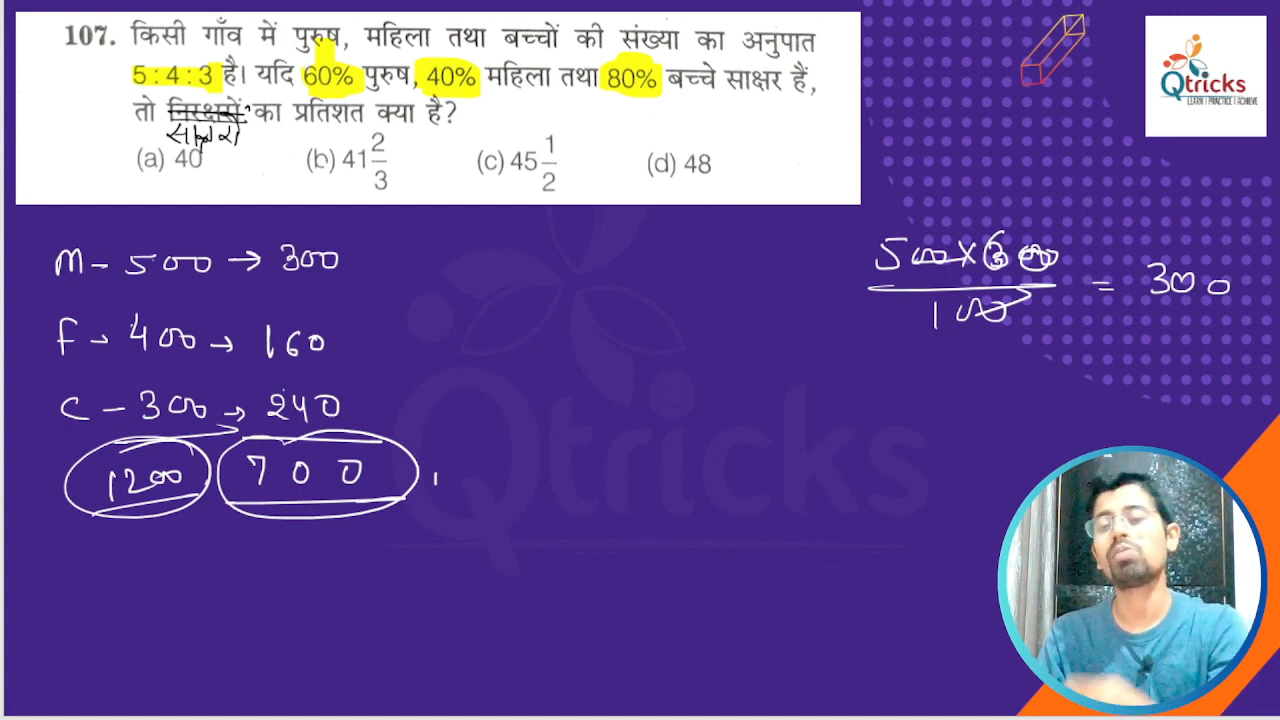 107. किसी गाँव में पुरुष, महिला तथा बच्चों की संख्या का अनुपात
5 : 4 : 3 है। यदि 60% पुरुष, 40% महिला तथा 80% बच्चे साक्षर हैं,
तो निरक्षरों का प्रतिशत क्या है?
साक्षरों
(a) 40 (b) 41 2/3 (c) 45 1/2 (d) 48
Qtricks
LEARN | PRACTICE | ACHIEVE
M - 500 → 300
F - 400 → 160
C - 300 → 240
1200 700
500 × 60
100
= 300
Qtricks